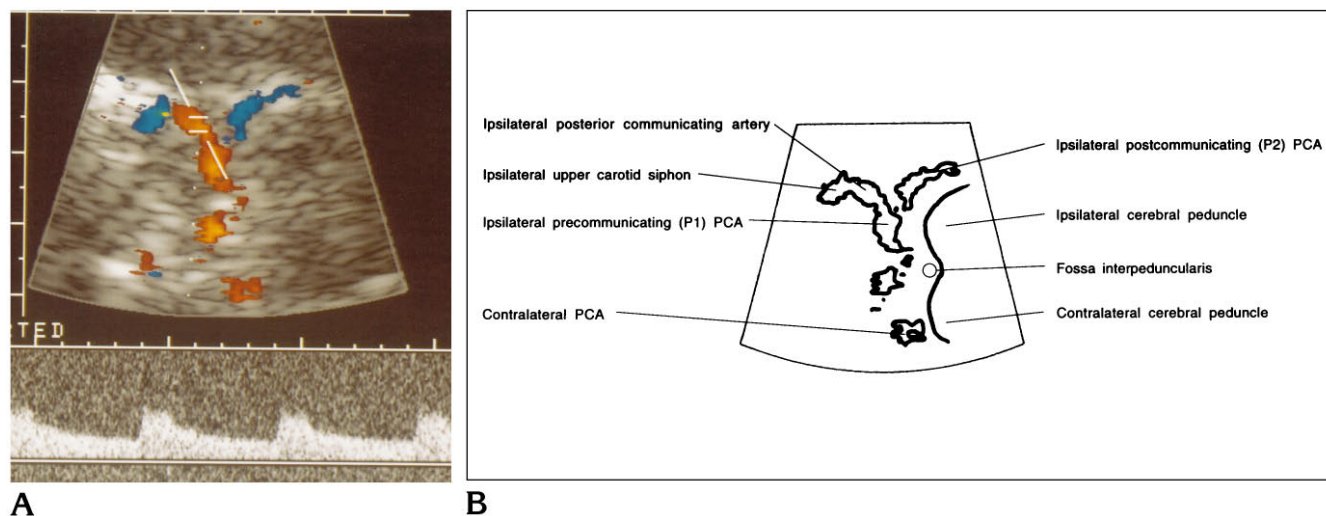 RTED
A
Ipsilateral posterior communicating artery
Ipsilateral upper carotid siphon
Ipsilateral precommunicating (P1) PCA
Contralateral PCA
Ipsilateral postcommunicating (P2) PCA
Ipsilateral cerebral peduncle
Fossa interpeduncularis
Contralateral cerebral peduncle
B